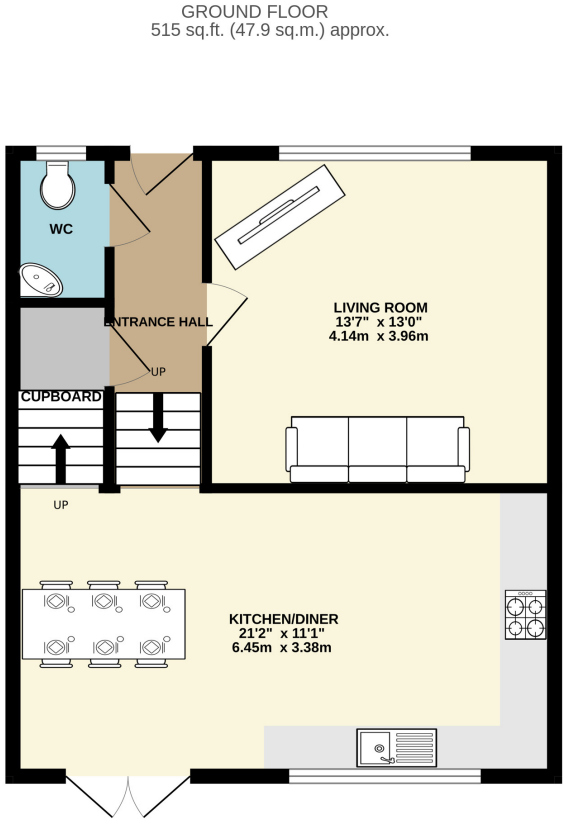 GROUND FLOOR
515 sq.ft. (47.9 sq.m.) approx.
WC
LIVING ROOM
13'7" x 13'0"
4.14m x 3.96m
ENTRANCE HALL
UP
CUPBOARD
UP
KITCHEN/DINER
21'2" x 11'1"
6.45m x 3.38m